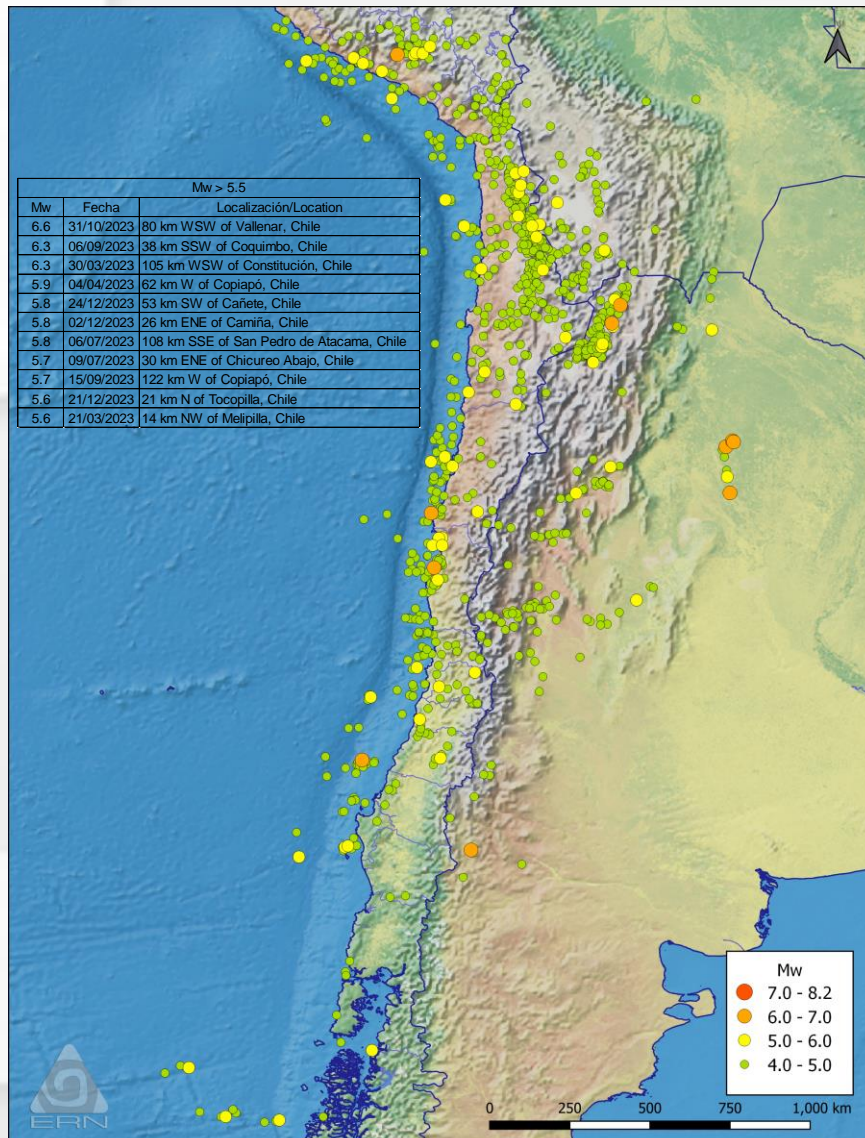 Mw > 5.5
Mw Fecha Localización/Location
6.6 31/10/2023 80 km WSW of Vallenar, Chile
6.3 06/09/2023 38 km SSW of Coquimbo, Chile
6.3 30/03/2023 105 km WSW of Constitución, Chile
5.9 04/04/2023 62 km W of Copiapó, Chile
5.8 24/12/2023 53 km SW of Cañete, Chile
5.8 02/12/2023 26 km ENE of Camiña, Chile
5.8 06/07/2023 108 km SSE of San Pedro de Atacama, Chile
5.7 09/07/2023 30 km ENE of Chicureo Abajo, Chile
5.7 15/09/2023 122 km W of Copiapó, Chile
5.6 21/12/2023 21 km N of Tocopilla, Chile
5.6 21/03/2023 14 km NW of Melipilla, Chile
Mw
7.0 - 8.2
6.0 - 7.0
5.0 - 6.0
4.0 - 5.0
ERN
0 250 500 750 1,000 km